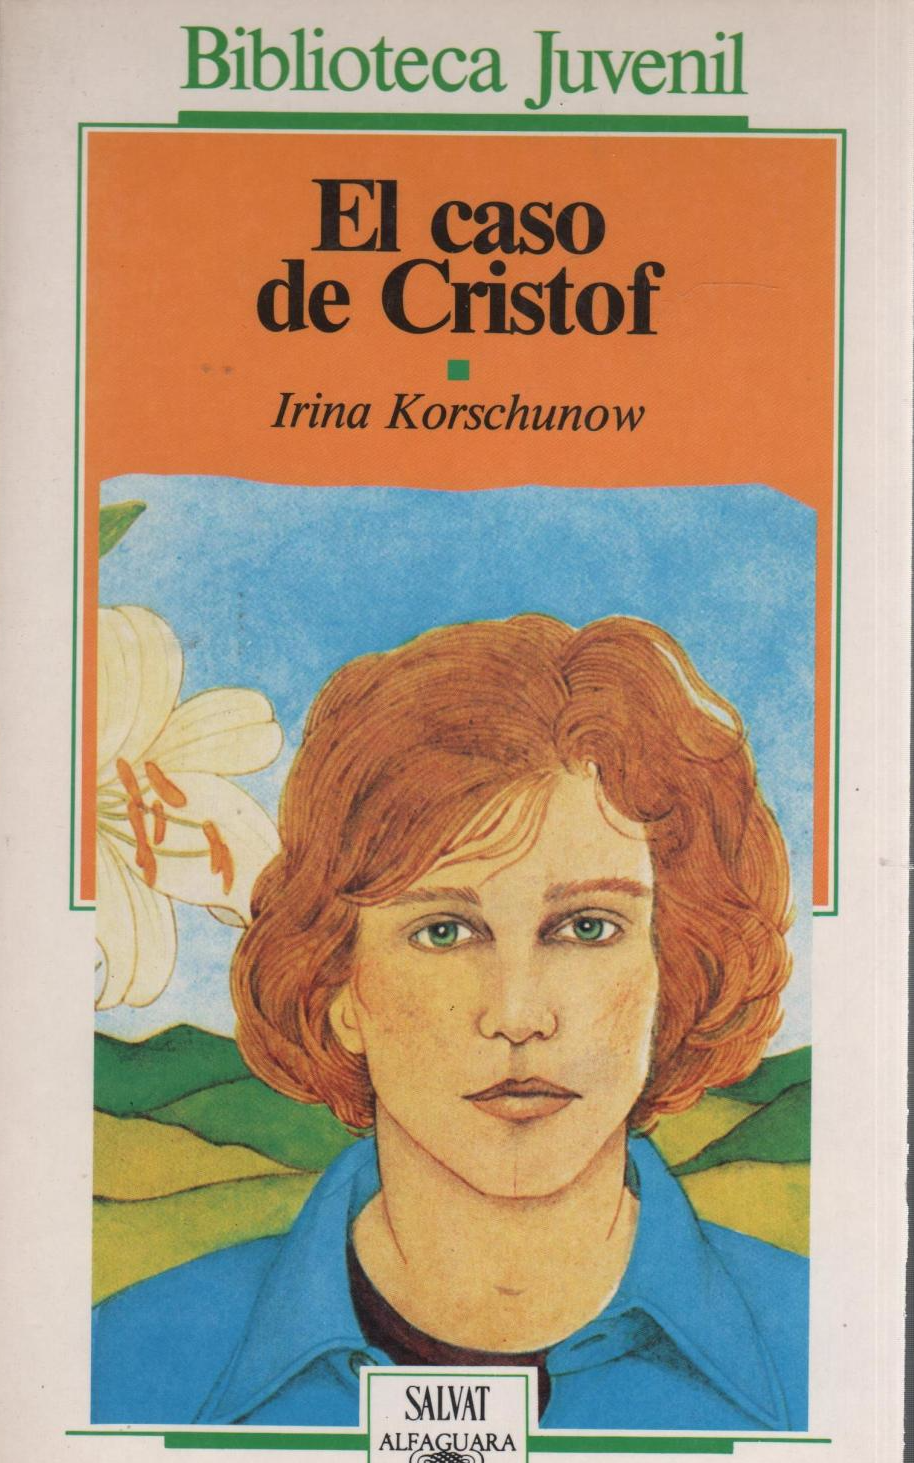 Biblioteca Juvenil
El caso
de Cristof
Irina Korschunow
SALVAT
ALFAGUARA